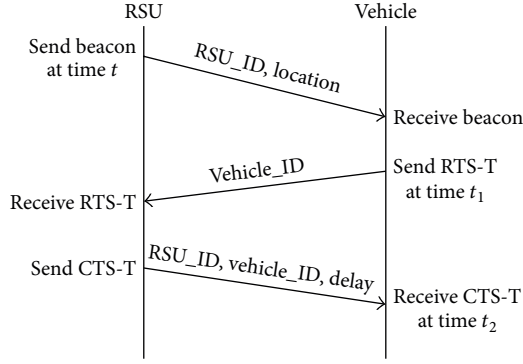 RSU
Vehicle
Send beacon
at time t
RSU_ID, location
Receive beacon
Vehicle_ID
Send RTS-T
at time t₁
Receive RTS-T
RSU_ID, vehicle_ID, delay
Send CTS-T
Receive CTS-T
at time t₂